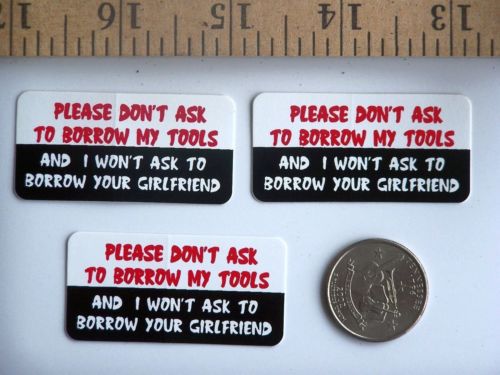 13 14 15 16
PLEASE DON'T ASK
TO BORROW MY TOOLS
AND I WON'T ASK TO
BORROW YOUR GIRLFRIEND
PLEASE DON'T ASK
TO BORROW MY TOOLS
AND I WON'T ASK TO
BORROW YOUR GIRLFRIEND
PLEASE DON'T ASK
TO BORROW MY TOOLS
AND I WON'T ASK TO
BORROW YOUR GIRLFRIEND
TENNESSEE